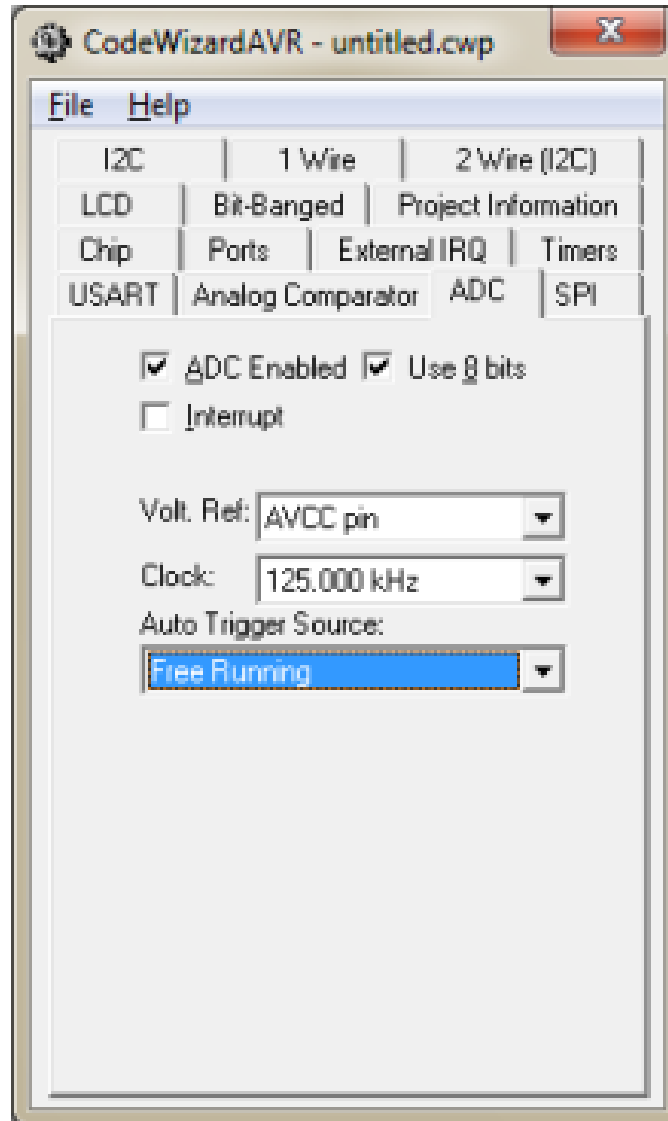 CodeWizardAVR - untitled.cwp
File Help
I2C 1 Wire 2 Wire (I2C)
LCD Bit-Banged Project Information
Chip Ports External IRQ Timers
USART Analog Comparator ADC SPI
ADC Enabled Use 8 bits
Interrupt
Volt. Ref: AVCC pin
Clock: 125.000 kHz
Auto Trigger Source:
Free Running